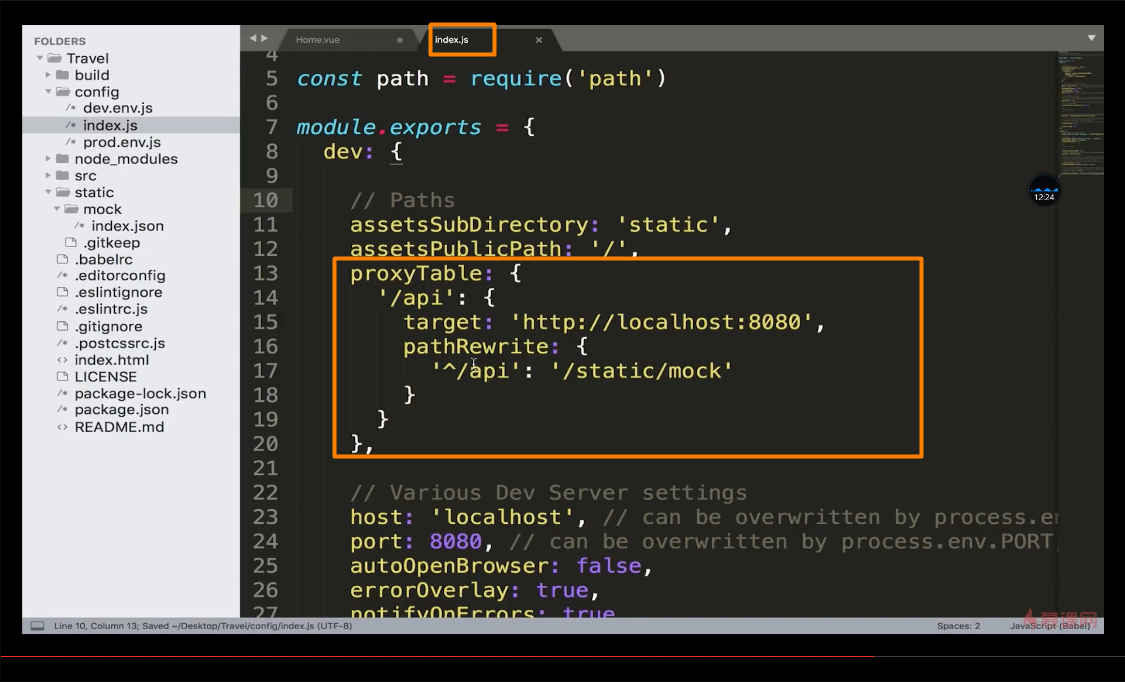 FOLDERS
Travel
build
config
/* dev.env.js
/* index.js
/* prod.env.js
node_modules
src
static
mock
/* index.json
.gitkeep
.babelrc
/* .editorconfig
.eslintignore
/* .eslintrc.js
.gitignore
/* .postcssrc.js
<> index.html
LICENSE
/* package-lock.json
/* package.json
<> README.md
Home.vue
index.js ×
4
5 const path = require('path')
6
7 module.exports = {
8 dev: {
9
10 // Paths
11 assetsSubDirectory: 'static',
12 assetsPublicPath: '/',
13 proxyTable: {
14 '/api': {
15 target: 'http://localhost:8080',
16 pathRewrite: {
17 '^/api': '/static/mock'
18 }
19 }
20 },
21
22 // Various Dev Server settings
23 host: 'localhost', // can be overwritten by process.en
24 port: 8080, // can be overwritten by process.env.PORT,
25 autoOpenBrowser: false,
26 errorOverlay: true,
27 notifyOnErrors: true
12:24
Line 10, Column 13; Saved ~/Desktop/Travel/config/index.js (UTF-8)
Spaces: 2
JavaScript (Babel)
慕课网